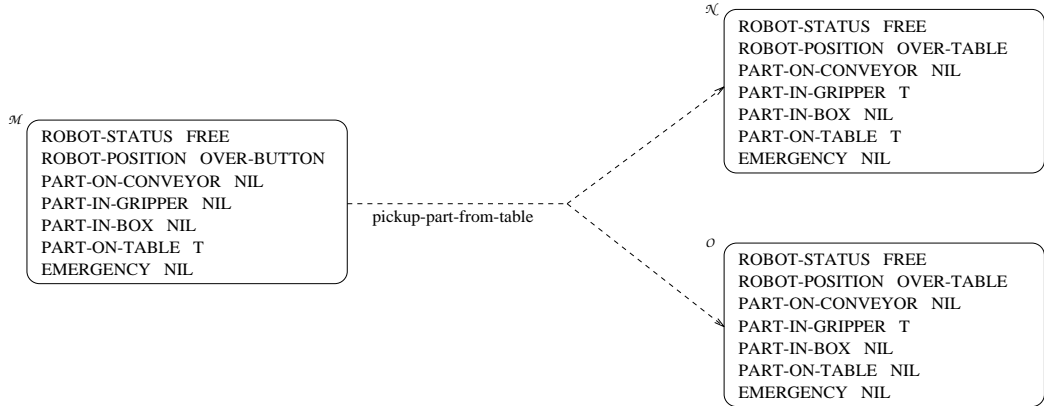 M
ROBOT-STATUS FREE
ROBOT-POSITION OVER-BUTTON
PART-ON-CONVEYOR NIL
PART-IN-GRIPPER NIL
PART-IN-BOX NIL
PART-ON-TABLE T
EMERGENCY NIL
pickup-part-from-table
N
ROBOT-STATUS FREE
ROBOT-POSITION OVER-TABLE
PART-ON-CONVEYOR NIL
PART-IN-GRIPPER T
PART-IN-BOX NIL
PART-ON-TABLE T
EMERGENCY NIL
O
ROBOT-STATUS FREE
ROBOT-POSITION OVER-TABLE
PART-ON-CONVEYOR NIL
PART-IN-GRIPPER T
PART-IN-BOX NIL
PART-ON-TABLE NIL
EMERGENCY NIL